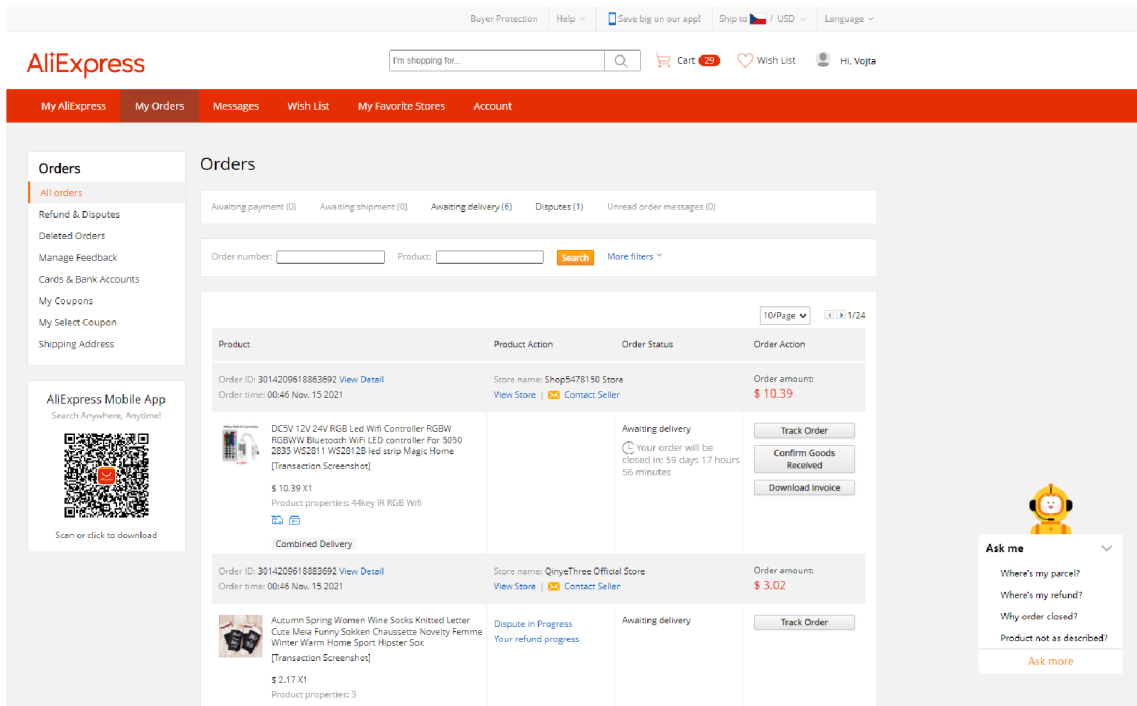 Buyer Protection Help Save big on our app! Ship to / USD Language
AliExpress
I'm shopping for...
Cart 29 Wish List Hi, Vojta
My AliExpress My Orders Messages Wish List My Favorite Stores Account
Orders
All orders
Refund & Disputes
Deleted Orders
Manage Feedback
Cards & Bank Accounts
My Coupons
My Select Coupon
Shipping Address
AliExpress Mobile App
Search Anywhere, Anytime!
Scan or click to download
Orders
Awaiting payment (0) Awaiting shipment (0) Awaiting delivery (6) Disputes (1) Unread order messages (0)
Order number: Product: Search More filters
10/Page 1/24
Product Product Action Order Status Order Action
Order ID: 3014209618863692 View Detail Store name: Shop5478150 Store Order amount:
Order time: 00:46 Nov. 15 2021 View Store | Contact Seller $ 10.39
DC5V 12V 24V RGB Led Wifi Controller RGBW
RGBWW Bluetooth WiFi LED controller For 5050
2835 WS2811 WS2812B led strip Magic Home
[Transaction Screenshot]
$ 10.39 X1
Product properties: 44key IR RGB Wifi
Combined Delivery
Awaiting delivery
Your order will be
closed in: 59 days 17 hours
56 minutes
Track Order
Confirm Goods
Received
Download Invoice
Order ID: 3014209618883692 View Detail Store name: QinyeThree Official Store Order amount:
Order time: 00:46 Nov. 15 2021 View Store | Contact Seller $ 3.02
Autumn Spring Women Wine Socks Knitted Letter
Cute Meia Funny Sokken Chaussette Novelty Femme
Winter Warm Home Sport Hipster Sox
[Transaction Screenshot]
$ 2.17 X1
Product properties: 3
Dispute in Progress
Your refund progress
Awaiting delivery
Track Order
Ask me
Where's my parcel?
Where's my refund?
Why order closed?
Product not as described?
Ask more